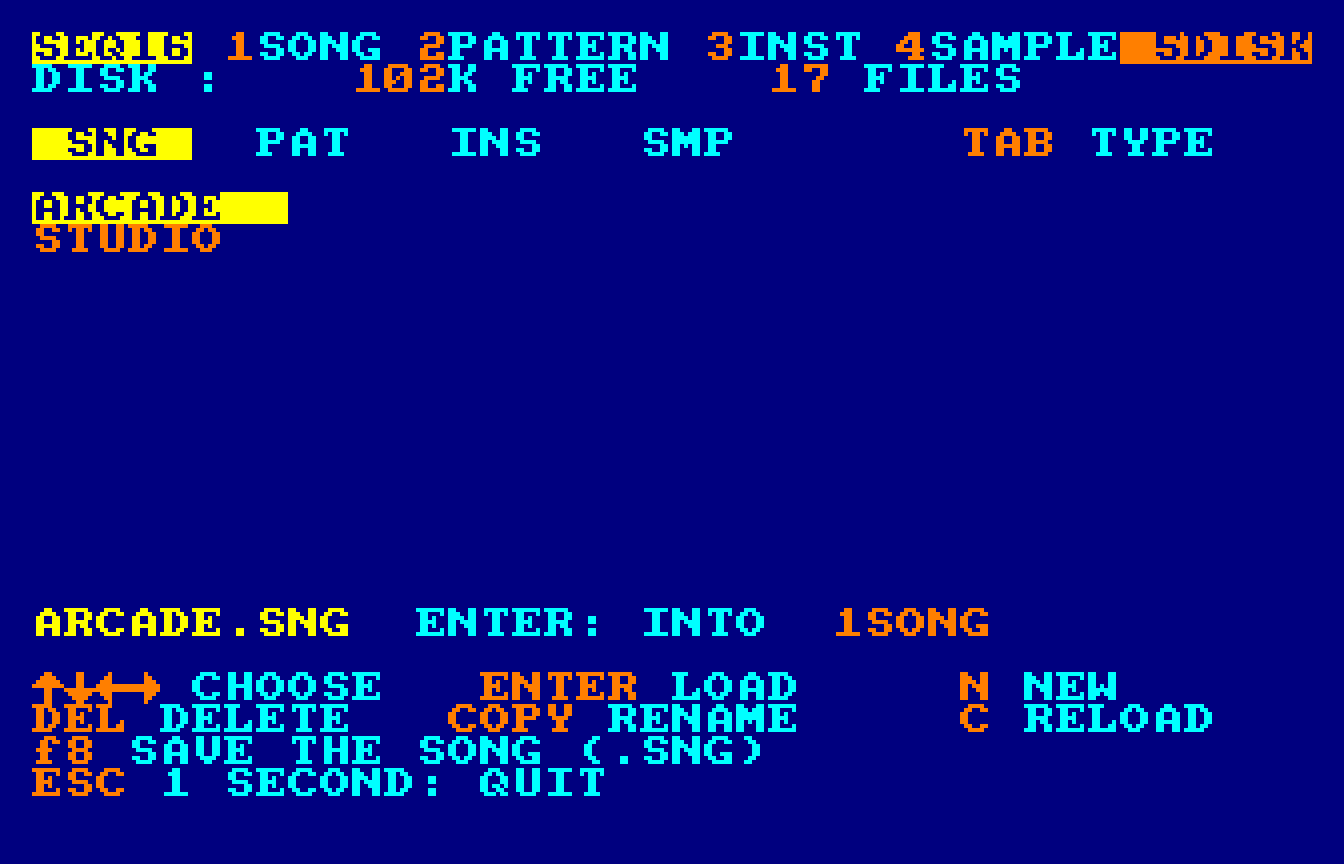 SEQ16 1SONG 2PATTERN 3INST 4SAMPLE 5DISK
DISK : 102K FREE 17 FILES
SNG PAT INS SMP TAB TYPE
ARCADE
STUDIO
ARCADE.SNG ENTER: INTO 1SONG
↑↓←→ CHOOSE ENTER LOAD N NEW
DEL DELETE COPY RENAME C RELOAD
f8 SAVE THE SONG (.SNG)
ESC 1 SECOND: QUIT